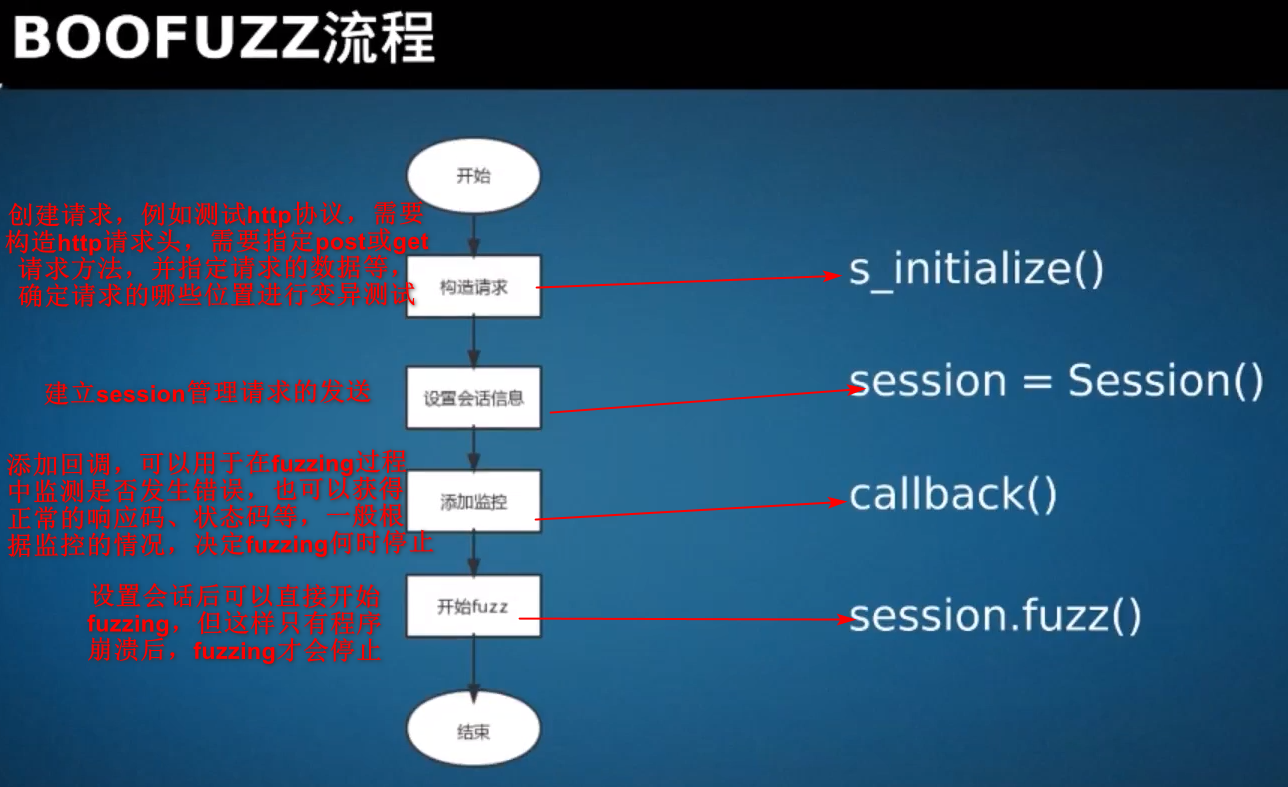 BOOFUZZ流程
开始
创建请求，例如测试http协议，需要
构造http请求头，需要指定post或get
请求方法，并指定请求的数据等，
确定请求的哪些位置进行变异测试
构造请求
s_initialize()
建立session管理请求的发送
设置会话信息
session = Session()
添加回调，可以用于在fuzzing过程
中监测是否发生错误，也可以获得
正常的响应码、状态码等，一般根
据监控的情况，决定fuzzing何时停止
添加监控
callback()
设置会话后可以直接开始
fuzzing，但这样只有程序
崩溃后，fuzzing才会停止
开始fuzz
session.fuzz()
结束